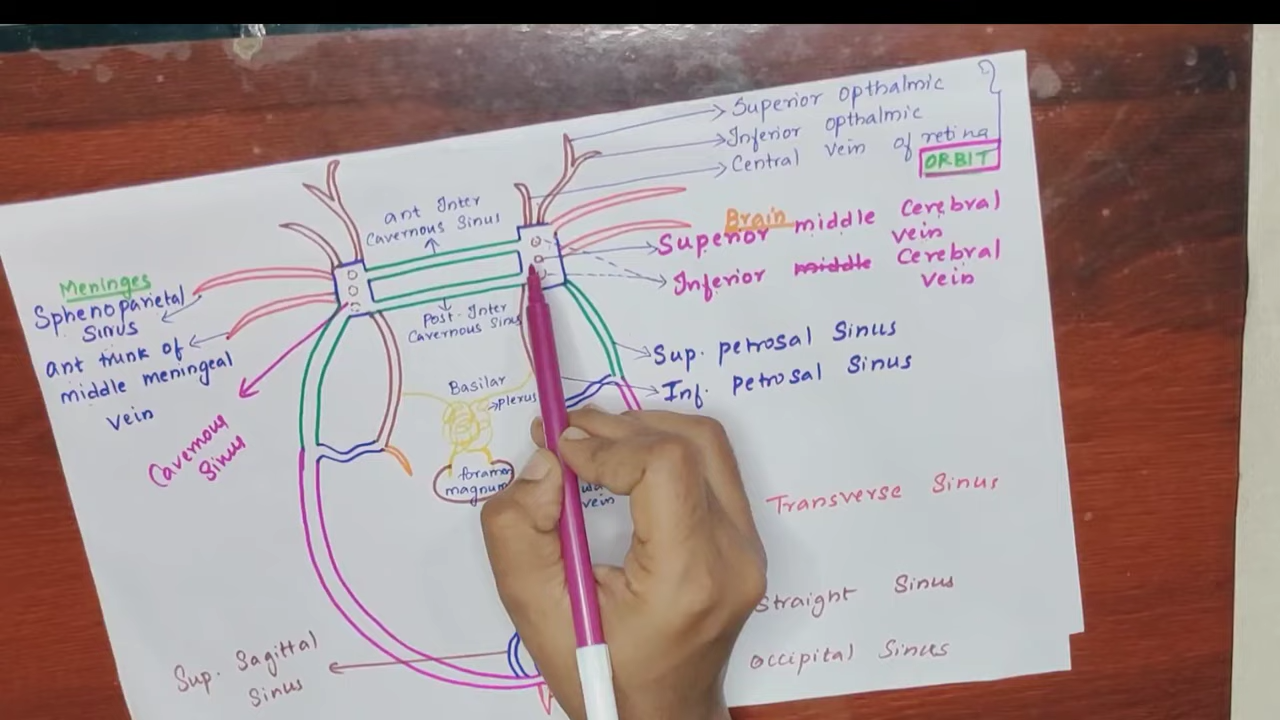 Superior opthalmic
Inferior opthalmic
Central vein of retina
ORBIT
ant Inter
Cavernous Sinus
Brain
Superior middle Cerebral
vein
Inferior middle Cerebral
vein
Meninges
Sphenoparietal
Sinus
ant trunk of
middle meningeal
vein
Cavernous
Sinus
Post. Inter
Cavernous Sinus
Sup. petrosal Sinus
Inf. petrosal Sinus
Basilar
plexus
foramen
magnum
vein
Transverse Sinus
Straight Sinus
occipital Sinus
Sup. Sagittal
Sinus